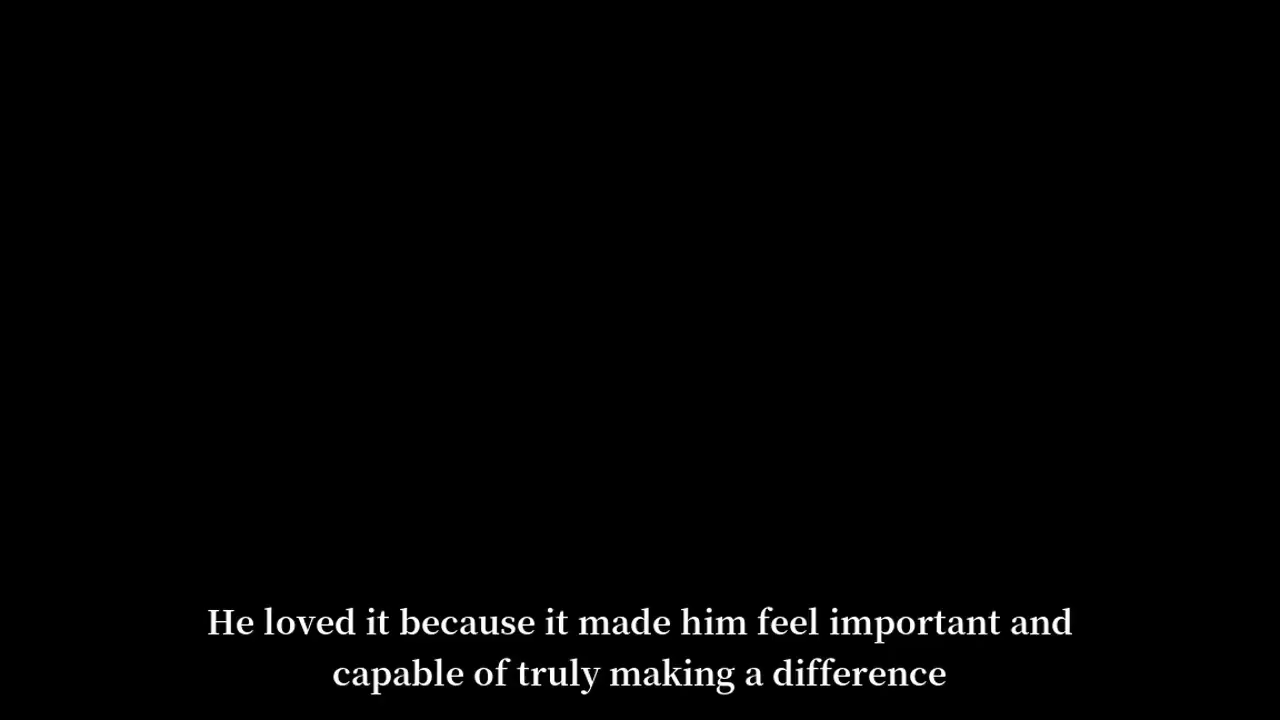 He loved it because it made him feel important and
capable of truly making a difference